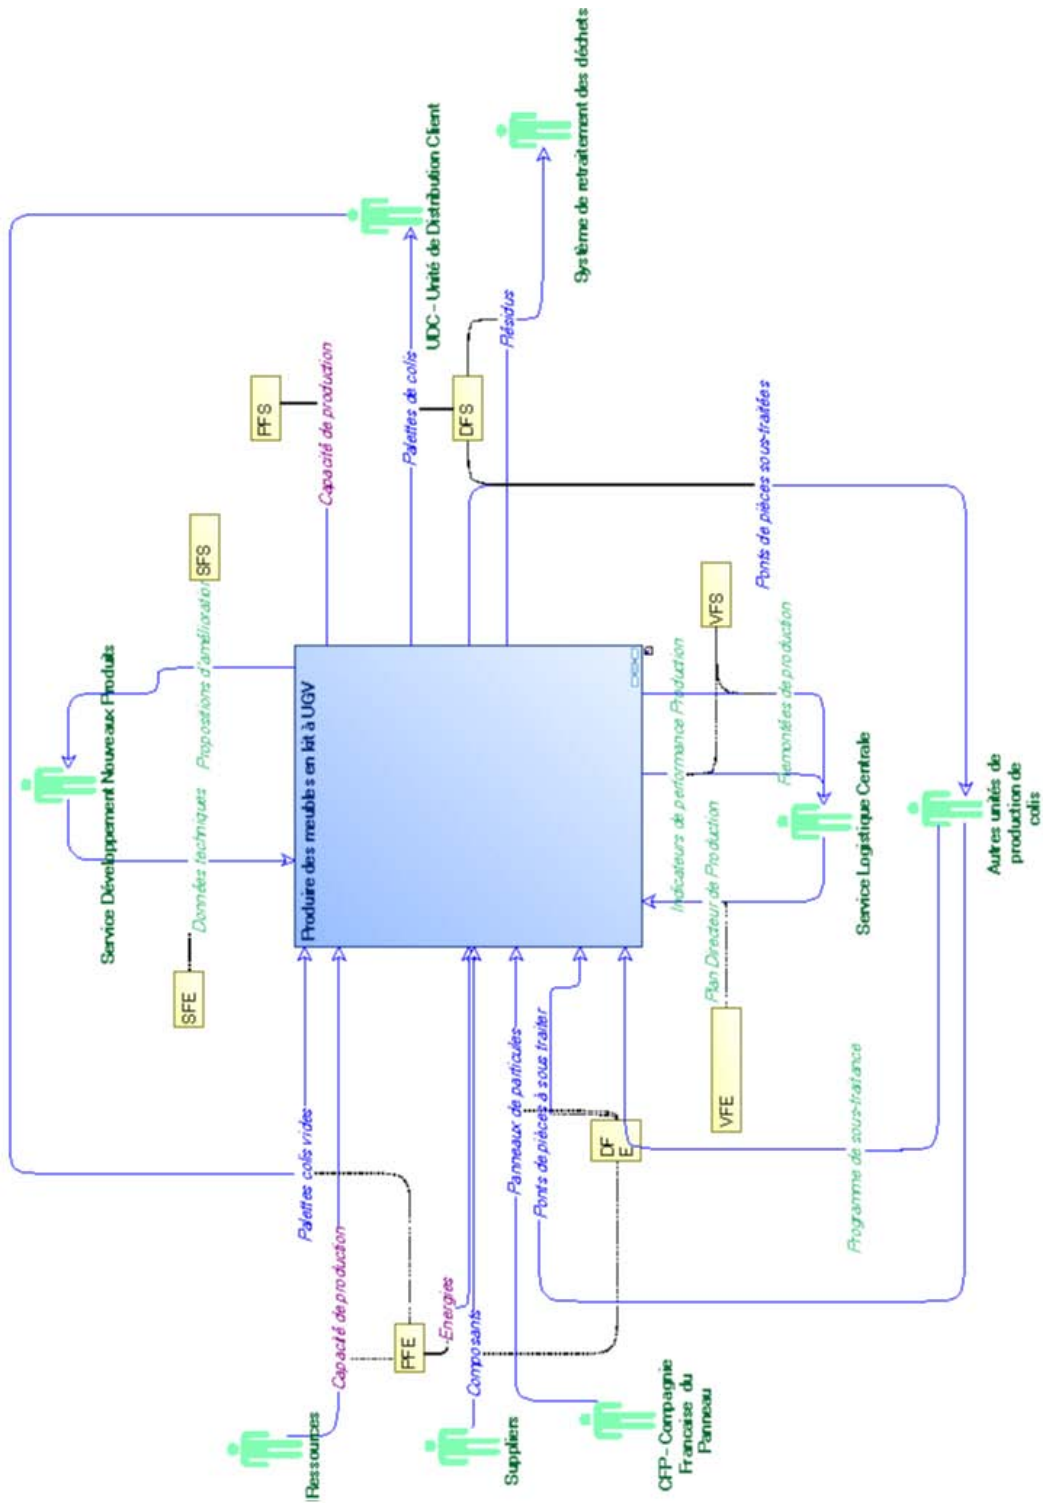 Service Développement Nouveaux Produits
SFE
Données techniques
Propostions d'amélioration
SFS
PFS
Capacité de production
UDC - Unité de Distribution Client
Palettes de colis
DFS
Résidus
Système de retraitement des déchets
Ponts de pièces sous-traitées
Produire des meubles en kit à UGV
Palettes colis vides
Capacité de production
Ressources
PFE
Energies
Composants
Suppliers
Panneaux de particules
CFP - Compagnie
Francaise du
Panneau
Ponts de pièces à sous traiter
DF
E
Indicateurs de performance Production
VFS
Remontées de production
Plan Directeur de Production
VFE
Service Logistique Centrale
Programme de sous-traitance
Autres unités de
production de
colis